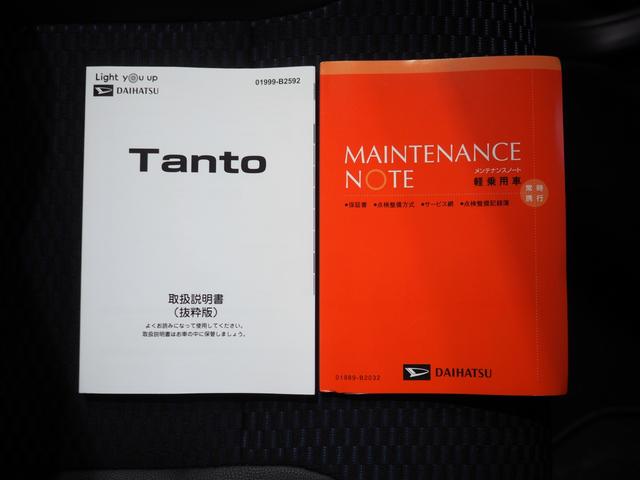 Light you up
DAIHATSU
01999-B2592
Tanto
取扱説明書
(抜粋版)
よくお読みになって使用してください。
取扱説明書はお車の中に保管しましょう。
MAINTENANCE
NOTE
メンテナンスノート
軽乗用車
常時
携行
●保証書 ●点検整備方式 ●サービス網 ●点検整備記録簿
01889-B2032
DAIHATSU